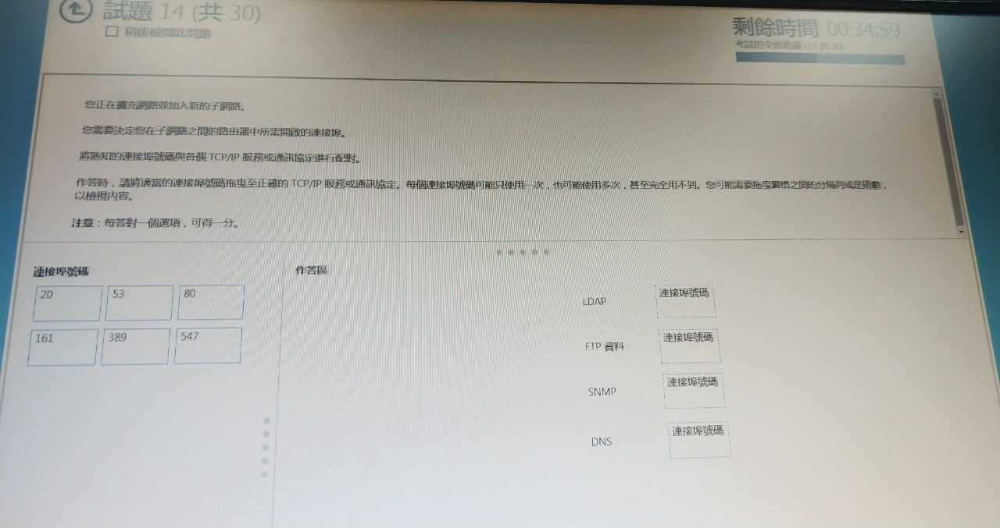 試題 14 (共 30)
稍後檢閱此問題
剩餘時間 00:34:59
考試的全面進度 (14 共 30)
您正在擴充網路並加入新的子網路。
您需要決定您在子網路之間的路由器中所需開啟的連接埠。
將熟知的連接埠號碼與各個 TCP/IP 服務或通訊協定進行配對。
作答時，請將適當的連接埠號碼拖曳至正確的 TCP/IP 服務或通訊協定。每個連接埠號碼可能只使用一次，也可能使用多次，甚至完全用不到。您可能需要拖曳窗格之間的分隔列或是捲動，
以檢視內容。
注意：每答對一個選項，可得一分。
連接埠號碼
20 53 80
161 389 547
作答區
LDAP 連接埠號碼
FTP 資料 連接埠號碼
SNMP 連接埠號碼
DNS 連接埠號碼